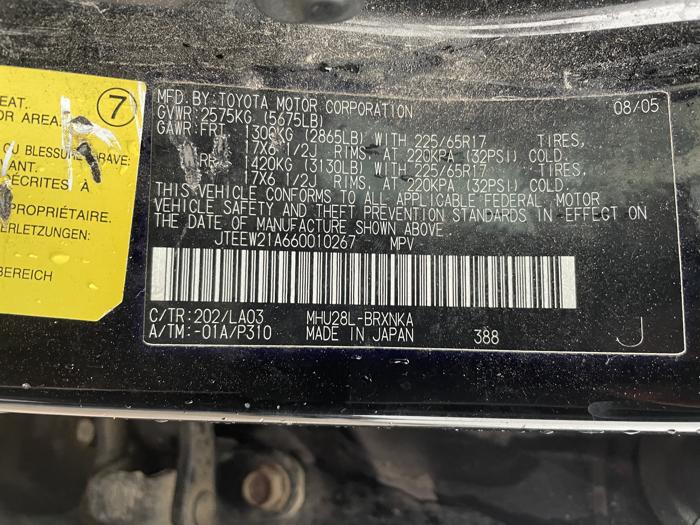 EAT.
OR AREA.
7
OU BLESSURE GRAVE:
VANT.
DÉCRITES À
PROPRIÉTAIRE.
ERLETZUNGEN:
BEREICH
MFD. BY: TOYOTA MOTOR CORPORATION 08/05
GVWR: 2575KG (5675LB)
GAWR: FRT. 1300KG (2865LB) WITH 225/65R17 TIRES,
17X6 1/2J RIMS, AT 220KPA (32PSI) COLD.
RR. 1420KG (3130LB) WITH 225/65R17 TIRES,
17X6 1/2J RIMS, AT 220KPA (32PSI) COLD.
THIS VEHICLE CONFORMS TO ALL APPLICABLE FEDERAL MOTOR
VEHICLE SAFETY AND THEFT PREVENTION STANDARDS IN EFFECT ON
THE DATE OF MANUFACTURE SHOWN ABOVE.
JTEEW21A660010267 MPV
C/TR: 202/LA03 MHU28L-BRXNKA
A/TM: -01A/P310 MADE IN JAPAN 388 J